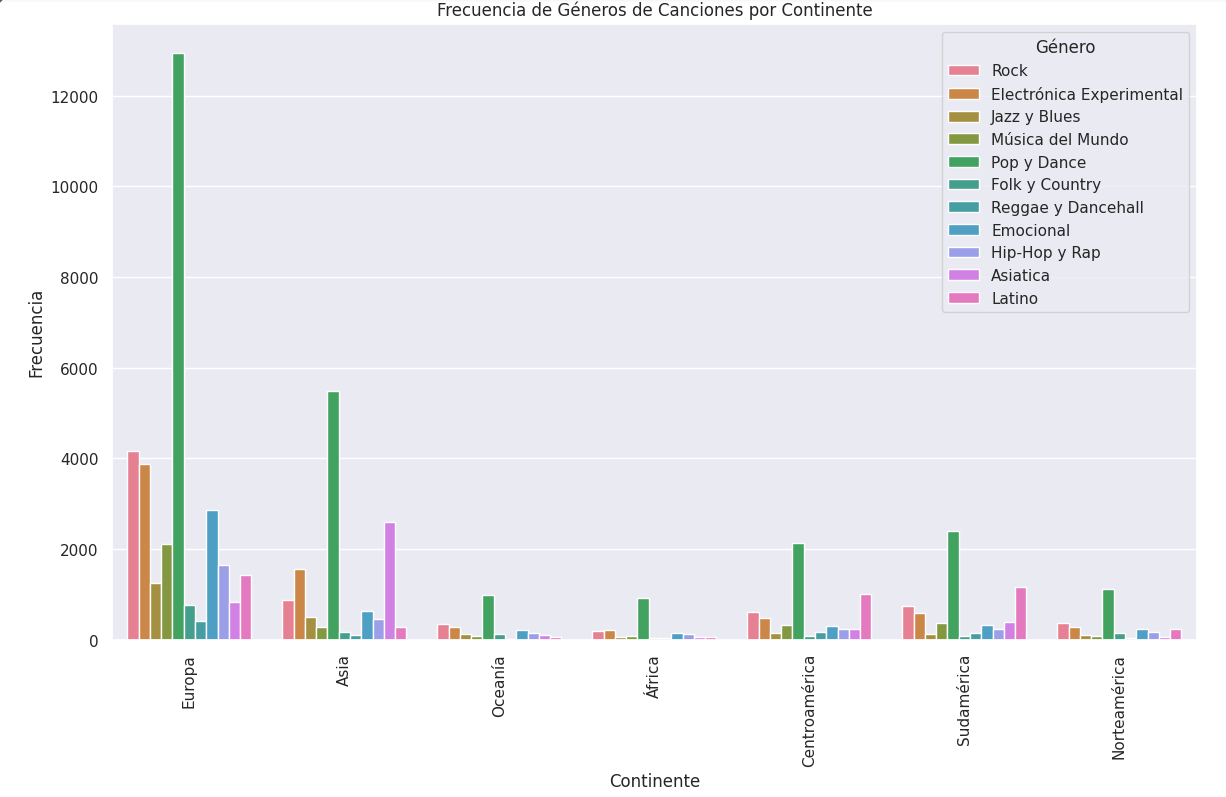 Frecuencia de Géneros de Canciones por Continente
Género
Rock
Electrónica Experimental
Jazz y Blues
Música del Mundo
Pop y Dance
Folk y Country
Reggae y Dancehall
Emocional
Hip-Hop y Rap
Asiatica
Latino
Frecuencia
12000
10000
8000
6000
4000
2000
0
Europa
Asia
Oceanía
África
Centroamérica
Sudamérica
Norteamérica
Continente